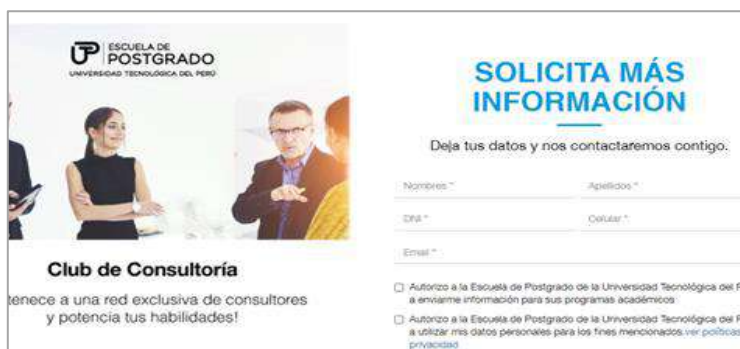 UTP
ESCUELA DE
POSTGRADO
UNIVERSIDAD TECNOLÓGICA DEL PERÚ
Club de Consultoría
tenece a una red exclusiva de consultores
y potencia tus habilidades!
SOLICITA MÁS
INFORMACIÓN
Deja tus datos y nos contactaremos contigo.
Nombres *
Apellidos *
DNI *
Celular *
Email *
Autorizo a la Escuela de Postgrado de la Universidad Tecnológica del P
a enviarme información para sus programas académicos
Autorizo a la Escuela de Postgrado de la Universidad Tecnológica del P
a utilizar mis datos personales para los fines mencionados.ver políticas
privacidad